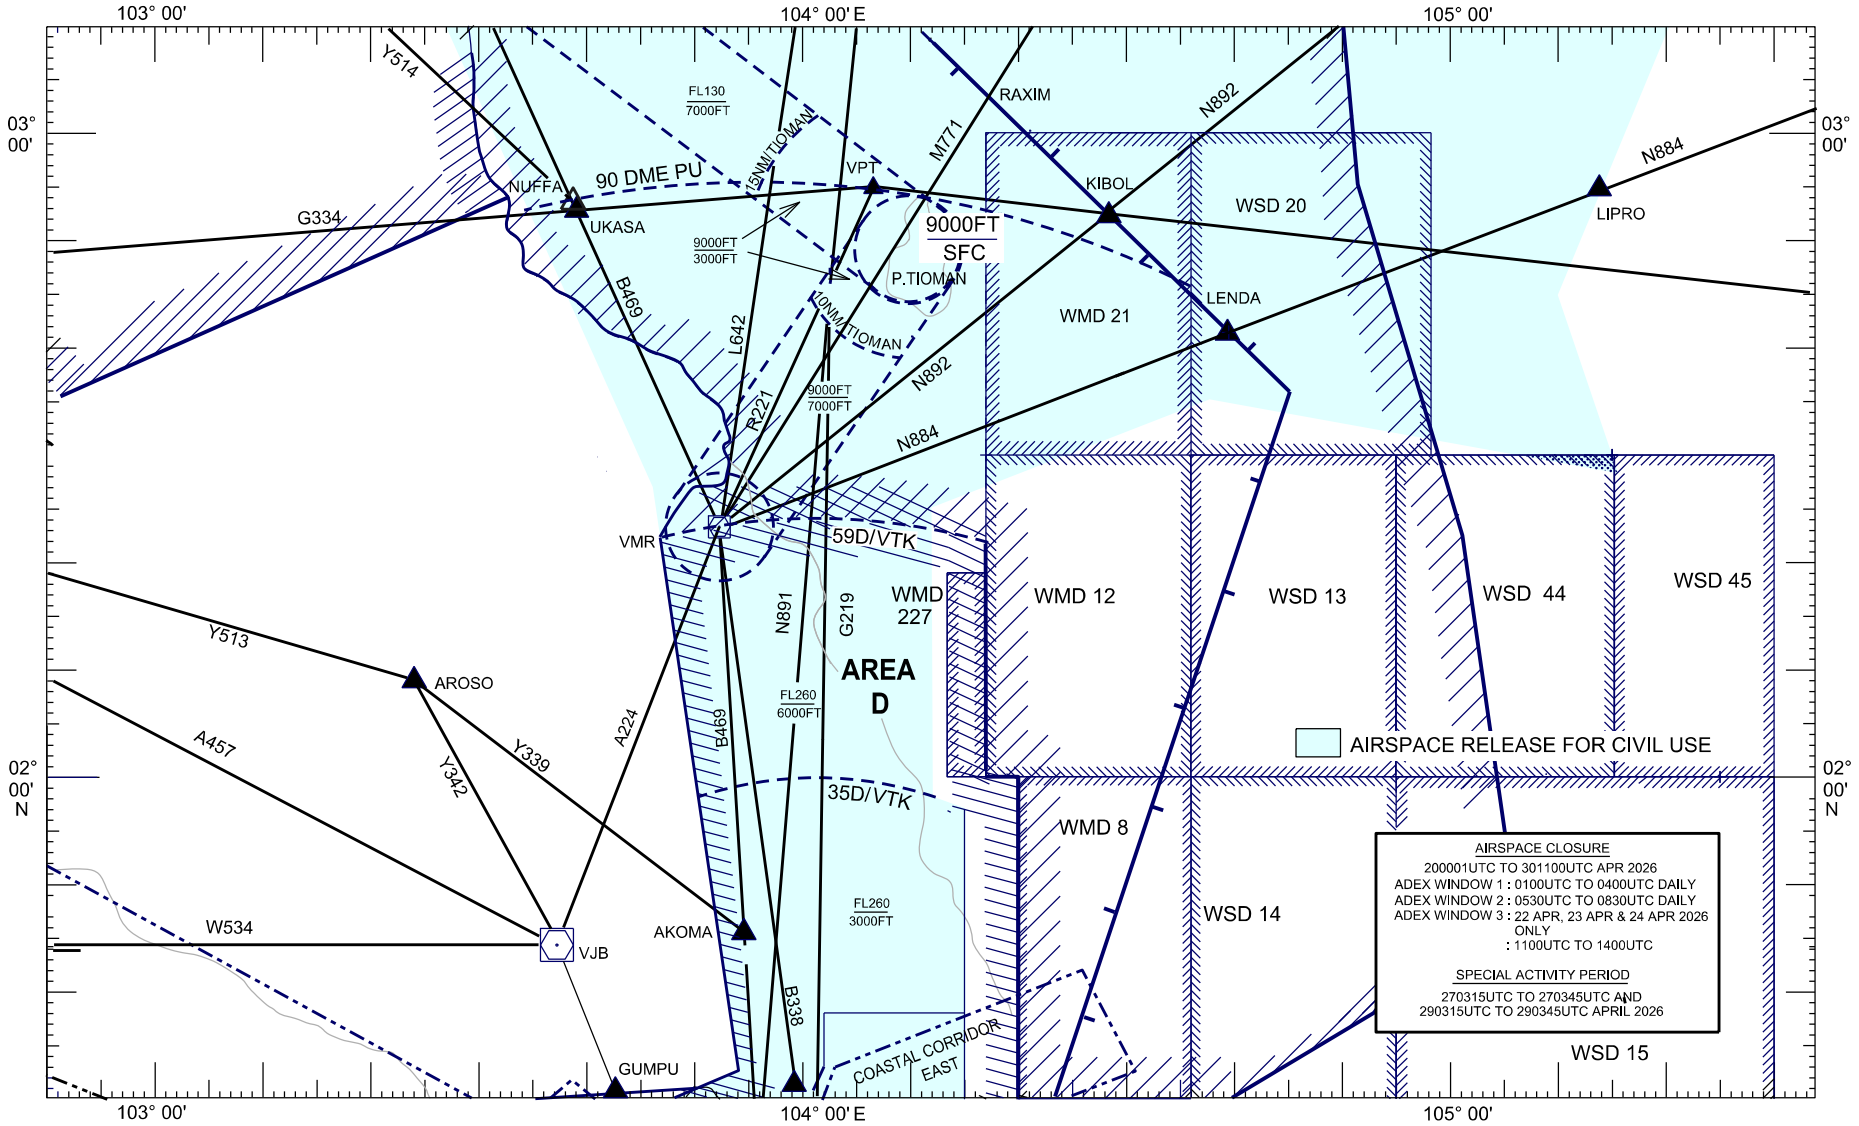 103° 00'
104° 00' E
105° 00'
Y514
FL130
7000FT
RAXIM
N892
03°
00'
03°
00'
15NM/TIOMAN
M771
N884
90 DME PU
VPT
NUFFA
KIBOL
G334
UKASA
WSD 20
LIPRO
9000FT
SFC
9000FT
3000FT
P.TIOMAN
B469
LENDA
10NM/TIOMAN
WMD 21
L642
N892
9000FT
7000FT
R221
N884
VMR
59D/VTK
WMD
227
WMD 12
WSD 13
WSD 44
WSD 45
N891
G219
Y513
AREA
D
AROSO
FL260
6000FT
A224
B469
A457
Y339
Y342
AIRSPACE RELEASE FOR CIVIL USE
02°
00'
N
02°
00'
N
35D/VTK
WMD 8
AIRSPACE CLOSURE
200001UTC TO 301100UTC APR 2026
ADEX WINDOW 1 : 0100UTC TO 0400UTC DAILY
ADEX WINDOW 2 : 0530UTC TO 0830UTC DAILY
ADEX WINDOW 3 : 22 APR, 23 APR & 24 APR 2026
ONLY
: 1100UTC TO 1400UTC
SPECIAL ACTIVITY PERIOD
270315UTC TO 270345UTC AND
290315UTC TO 290345UTC APRIL 2026
FL260
3000FT
WSD 14
W534
AKOMA
VJB
B338
COASTAL CORRIDOR
EAST
GUMPU
WSD 15
103° 00'
104° 00' E
105° 00'